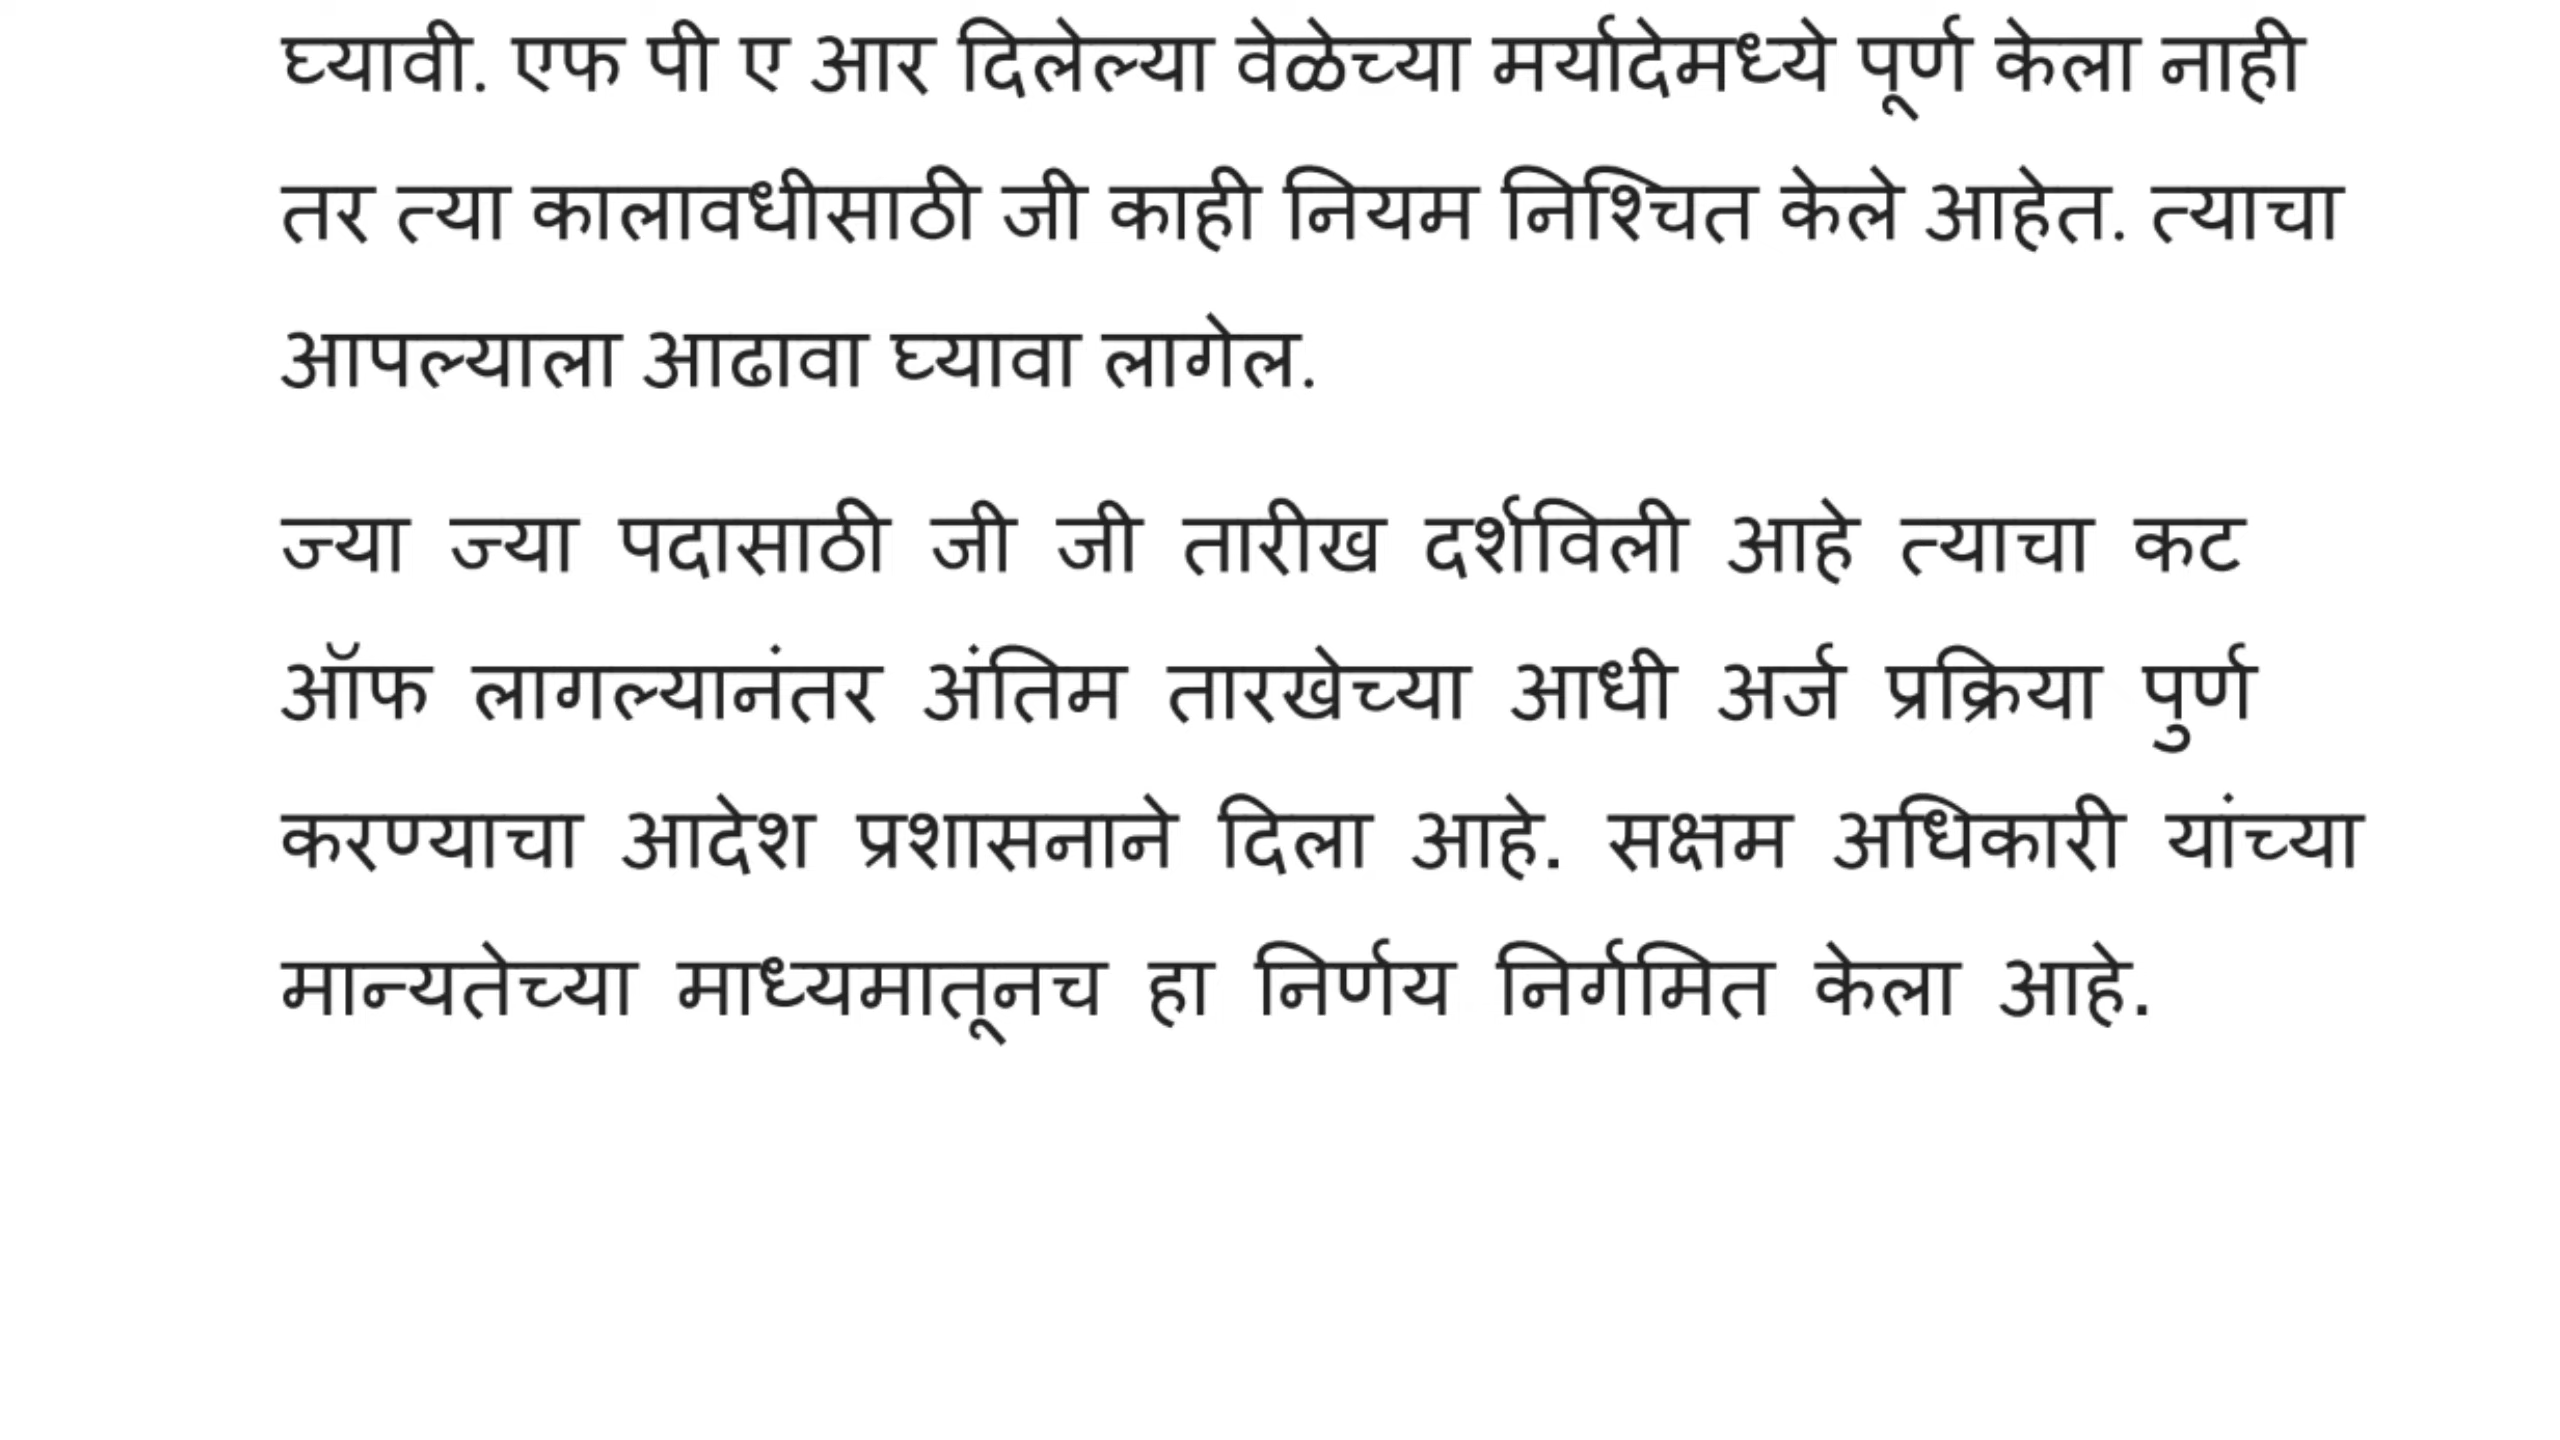 घ्यावी. एफ पी ए आर दिलेल्या वेळेच्या मर्यादेमध्ये पूर्ण केला नाही
तर त्या कालावधीसाठी जी काही नियम निश्चित केले आहेत. त्याचा
आपल्याला आढावा घ्यावा लागेल.
ज्या ज्या पदासाठी जी जी तारीख दर्शविली आहे त्याचा कट
ऑफ लागल्यानंतर अंतिम तारखेच्या आधी अर्ज प्रक्रिया पुर्ण
करण्याचा आदेश प्रशासनाने दिला आहे. सक्षम अधिकारी यांच्या
मान्यतेच्या माध्यमातूनच हा निर्णय निर्गमित केला आहे.